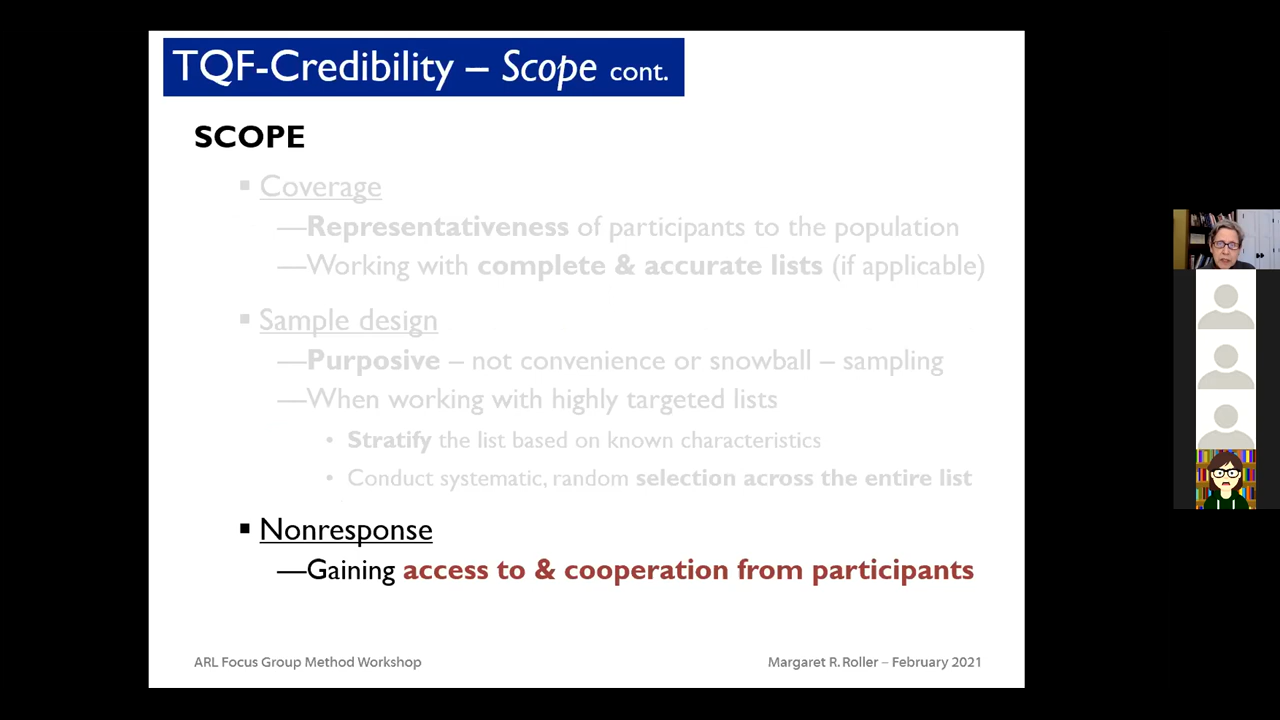 TQF-Credibility – Scope cont.
SCOPE
▪ Coverage
—Representativeness of participants to the population
—Working with complete & accurate lists (if applicable)
▪ Sample design
—Purposive – not convenience or snowball – sampling
—When working with highly targeted lists
• Stratify the list based on known characteristics
• Conduct systematic, random selection across the entire list
▪ Nonresponse
—Gaining access to & cooperation from participants
ARL Focus Group Method Workshop
Margaret R. Roller – February 2021